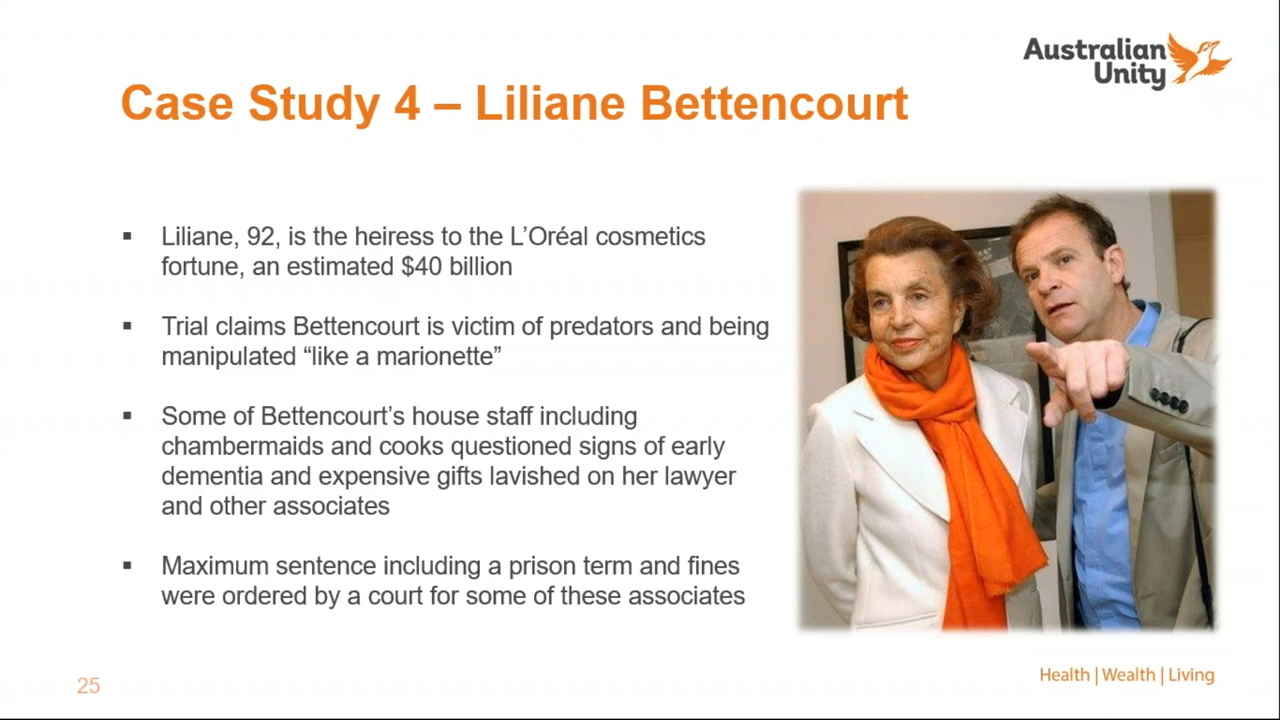 Australian
Unity
Case Study 4 – Liliane Bettencourt
▪ Liliane, 92, is the heiress to the L’Oréal cosmetics
fortune, an estimated $40 billion
▪ Trial claims Bettencourt is victim of predators and being
manipulated “like a marionette”
▪ Some of Bettencourt’s house staff including
chambermaids and cooks questioned signs of early
dementia and expensive gifts lavished on her lawyer
and other associates
▪ Maximum sentence including a prison term and fines
were ordered by a court for some of these associates
25
Health | Wealth | Living